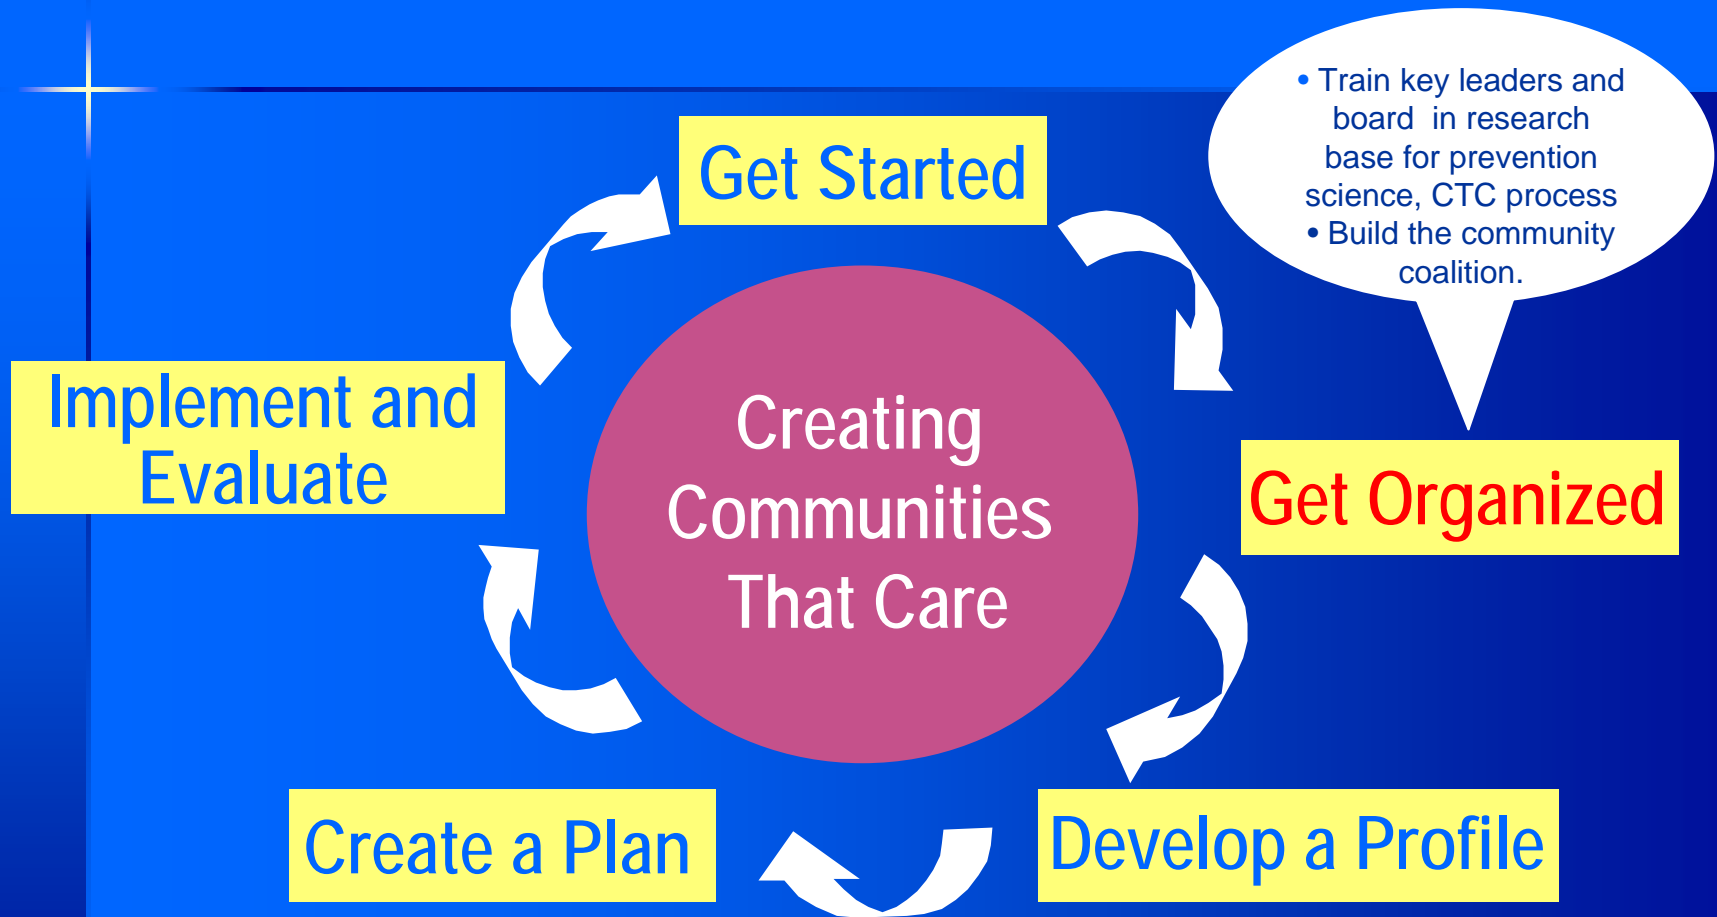 • Train key leaders and
board in research
base for prevention
science, CTC process
• Build the community
coalition.
Get Started
Get Organized
Develop a Profile
Create a Plan
Implement and
Evaluate
Creating
Communities
That Care